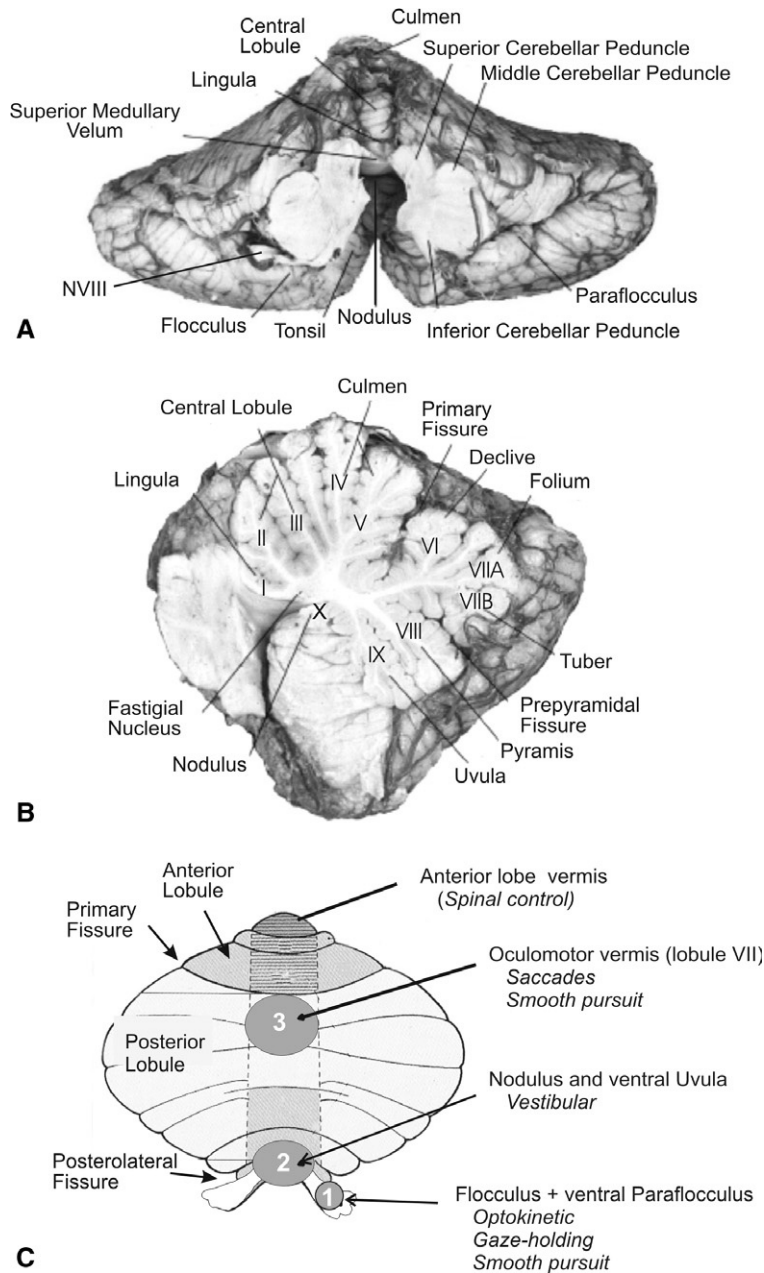 Culmen
Central
Lobule
Superior Cerebellar Peduncle
Middle Cerebellar Peduncle
Lingula
Superior Medullary
Velum
NVIII
Flocculus
Tonsil
Nodulus
Inferior Cerebellar Peduncle
Paraflocculus
A
Culmen
Central Lobule
Primary
Fissure
Declive
Folium
Lingula
IV
III
V
II
VI
I
VIIA
VIIB
X
VIII
IX
Tuber
Fastigial
Nucleus
Prepyramidal
Fissure
Nodulus
Pyramis
Uvula
B
Anterior
Lobule
Anterior lobe vermis
(Spinal control)
Primary
Fissure
Oculomotor vermis (lobule VII)
Saccades
Smooth pursuit
3
Posterior
Lobule
Nodulus and ventral Uvula
Vestibular
2
Posterolateral
Fissure
1
Flocculus + ventral Paraflocculus
Optokinetic
Gaze-holding
Smooth pursuit
C